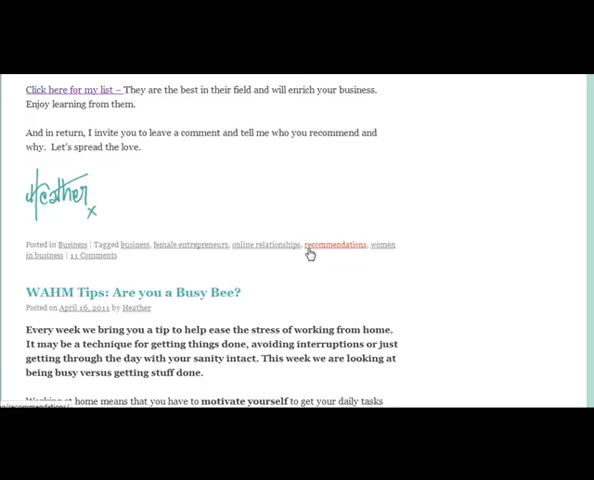 Click here for my list – They are the best in their field and will enrich your business.
Enjoy learning from them.
And in return, I invite you to leave a comment and tell me who you recommend and
why. Let's spread the love.
Heather
x
Posted in Business | Tagged business, female entrepreneurs, online relationships, recommendations, women
in business | 11 Comments
WAHM Tips: Are you a Busy Bee?
Posted on April 16, 2011 by Heather
Every week we bring you a tip to help ease the stress of working from home.
It may be a technique for getting things done, avoiding interruptions or just
getting through the day with your sanity intact. This week we are looking at
being busy versus getting stuff done.
Working at home means that you have to motivate yourself to get your daily tasks